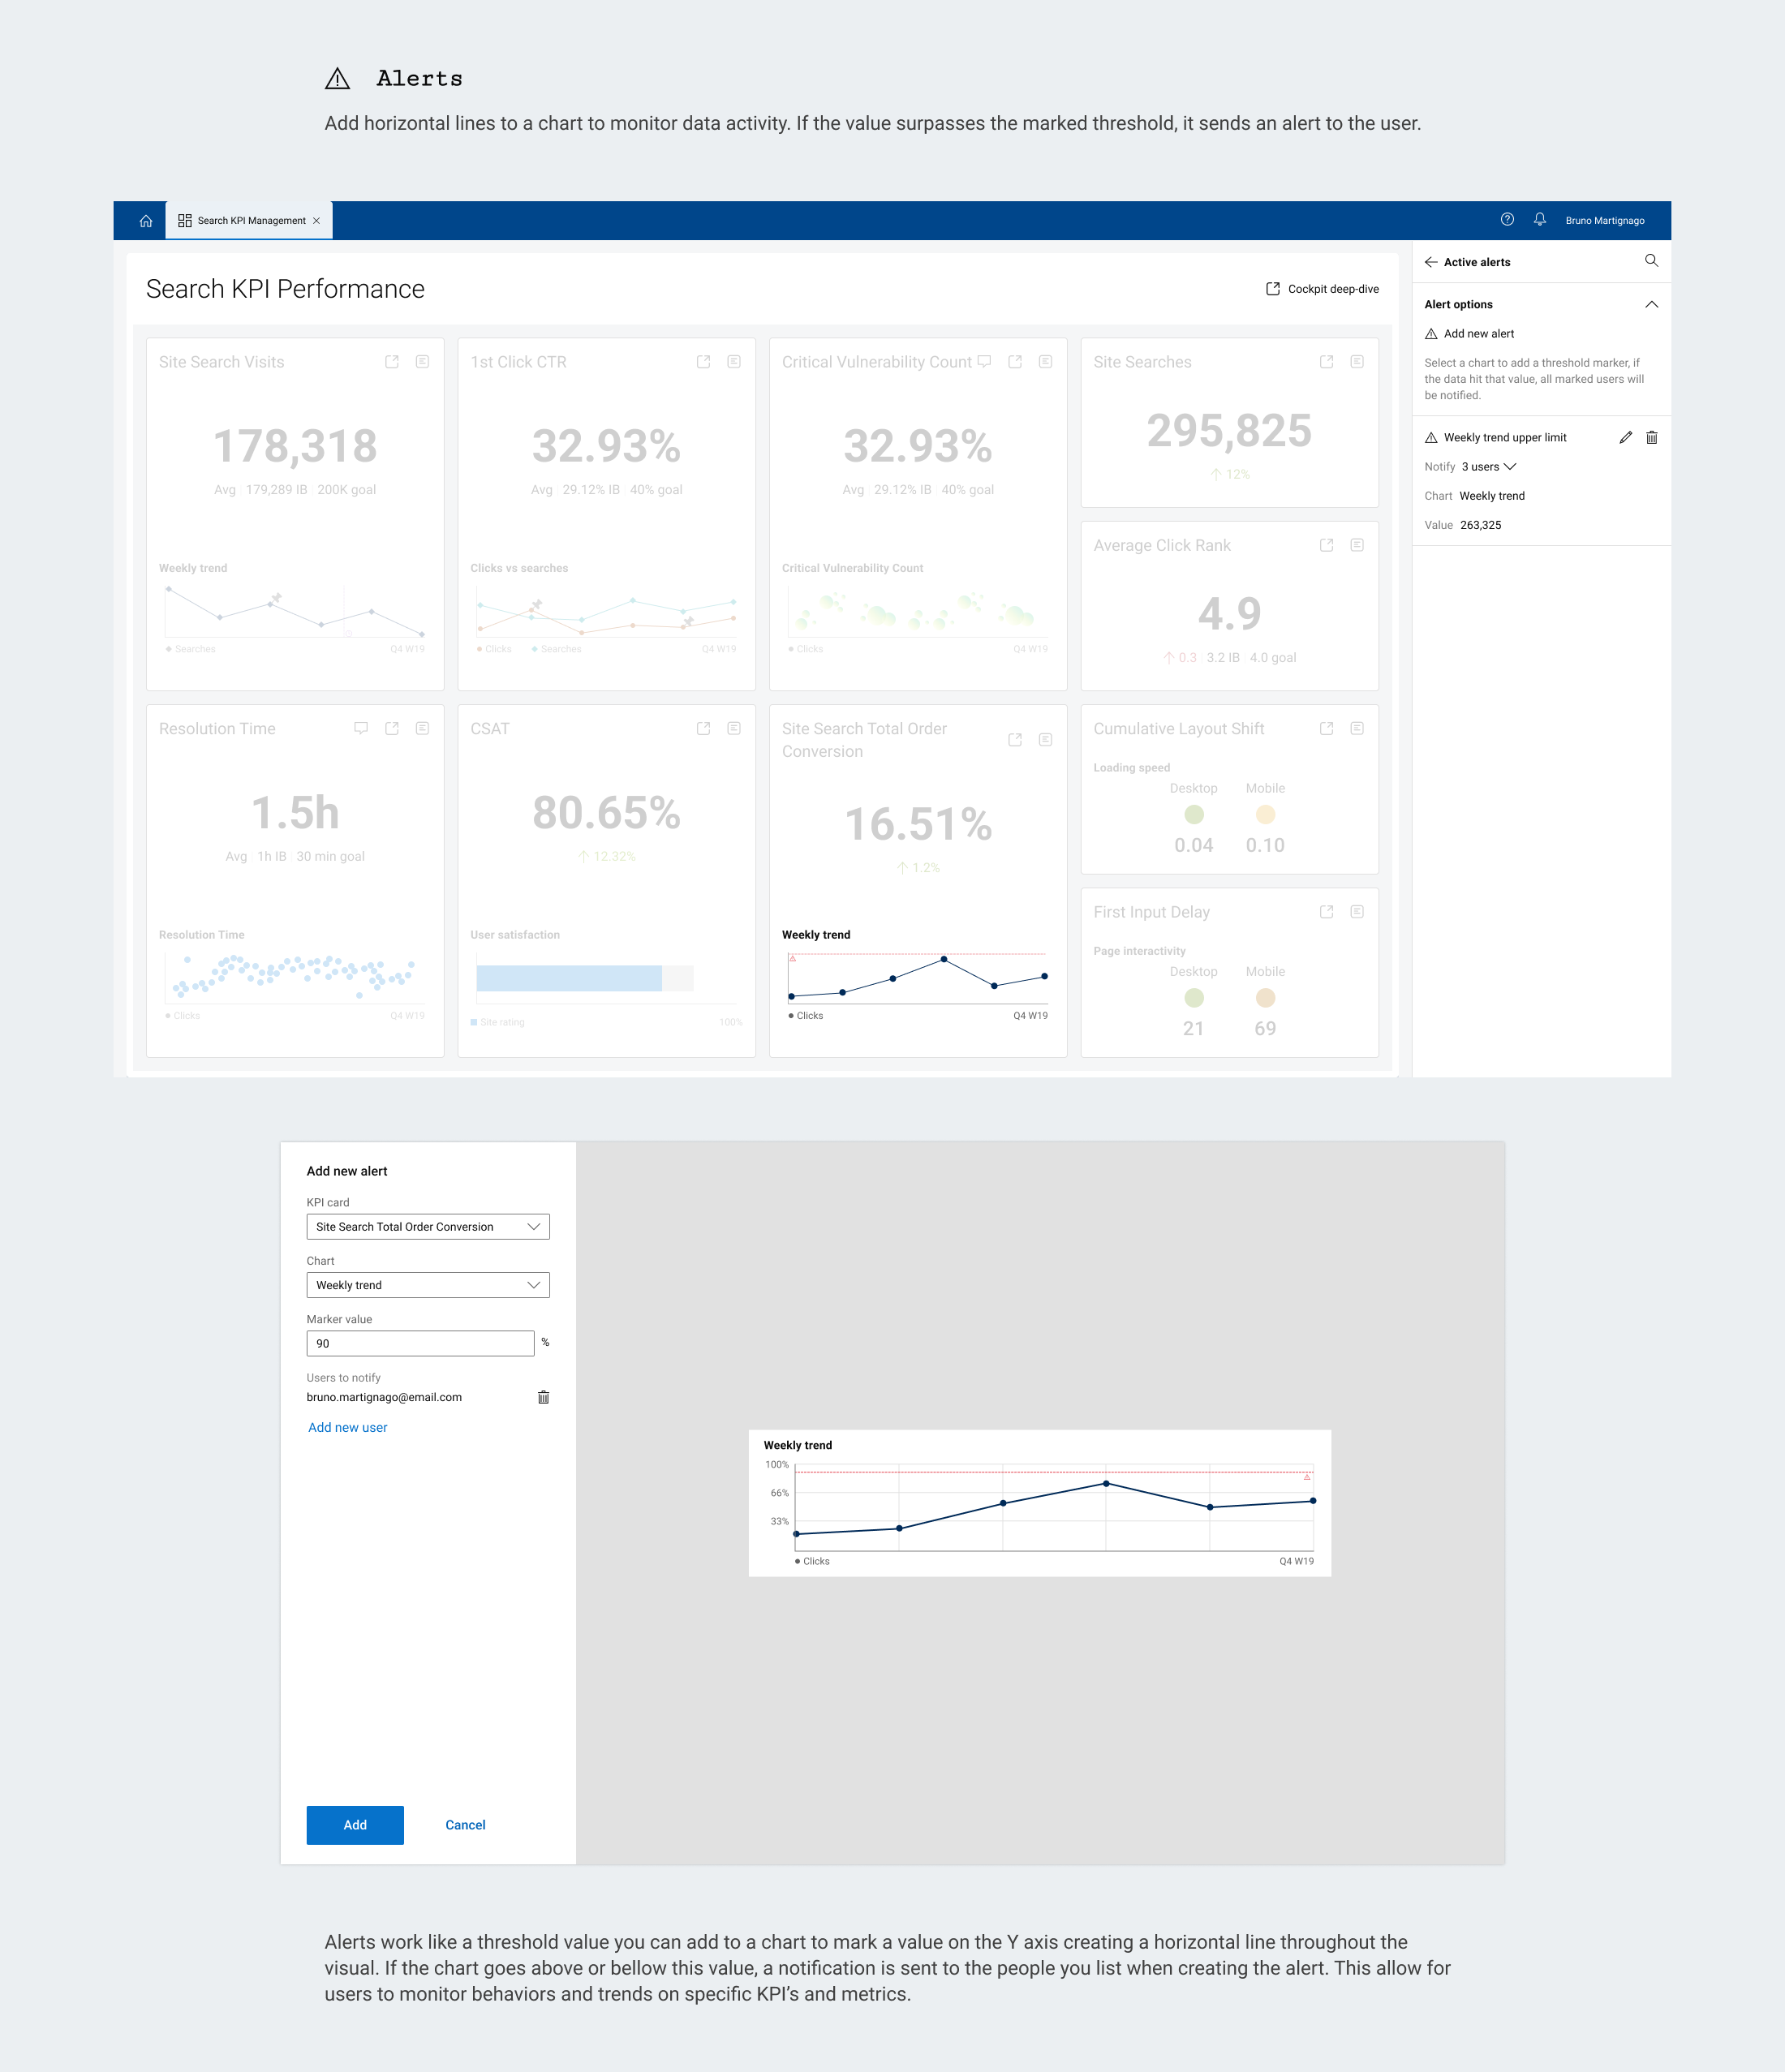 Alerts
Add horizontal lines to a chart to monitor data activity. If the value surpasses the marked threshold, it sends an alert to the user.
Search KPI Management
Bruno Martignago
Search KPI Performance
Cockpit deep-dive
Site Search Visits
178,318
Avg 179,289 IB 200K goal
Weekly trend
Searches
Q4 W19
1st Click CTR
32.93%
Avg 29.12% IB 40% goal
Clicks vs searches
Clicks Searches
Q4 W19
Critical Vulnerability Count
32.93%
Avg 29.12% IB 40% goal
Critical Vulnerability Count
Clicks
Q4 W19
Site Searches
295,825
12%
Average Click Rank
4.9
0.3 3.2 IB 4.0 goal
Resolution Time
1.5h
Avg 1h IB 30 min goal
Resolution Time
Clicks
Q4 W19
CSAT
80.65%
12.32%
User satisfaction
Site rating
100%
Site Search Total Order
Conversion
16.51%
1.2%
Weekly trend
Clicks
Q4 W19
Cumulative Layout Shift
Loading speed
Desktop Mobile
0.04 0.10
First Input Delay
Page interactivity
Desktop Mobile
21 69
Active alerts
Alert options
Add new alert
Select a chart to add a threshold marker, if
the data hit that value, all marked users will
be notified.
Weekly trend upper limit
Notify 3 users
Chart Weekly trend
Value 263,325
Add new alert
KPI card
Site Search Total Order Conversion
Chart
Weekly trend
Marker value
90 %
Users to notify
bruno.martignago@email.com
Add new user
Add Cancel
Weekly trend
100%
66%
33%
Clicks
Q4 W19
Alerts work like a threshold value you can add to a chart to mark a value on the Y axis creating a horizontal line throughout the
visual. If the chart goes above or bellow this value, a notification is sent to the people you list when creating the alert. This allow for
users to monitor behaviors and trends on specific KPI's and metrics.